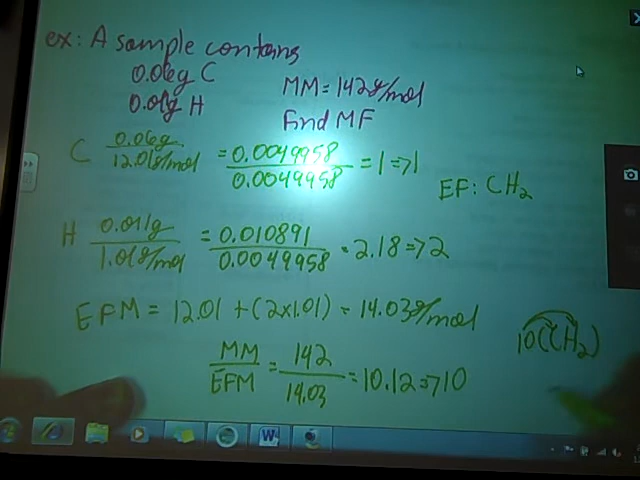 ex: A sample contains
0.06g C
MM = 142g/mol
Find MF
C 0.06g / 12.01g/mol = 0.0049958 / 0.0049958 = 1 => 1
EF: CH₂
H 0.011g / 1.01g/mol = 0.010891 / 0.0049958 = 2.18 => 2
EFM = 12.01 + (2x1.01) = 14.03g/mol
10(CH₂)
MM / EFM = 142 / 14.03 = 10.12 => 10